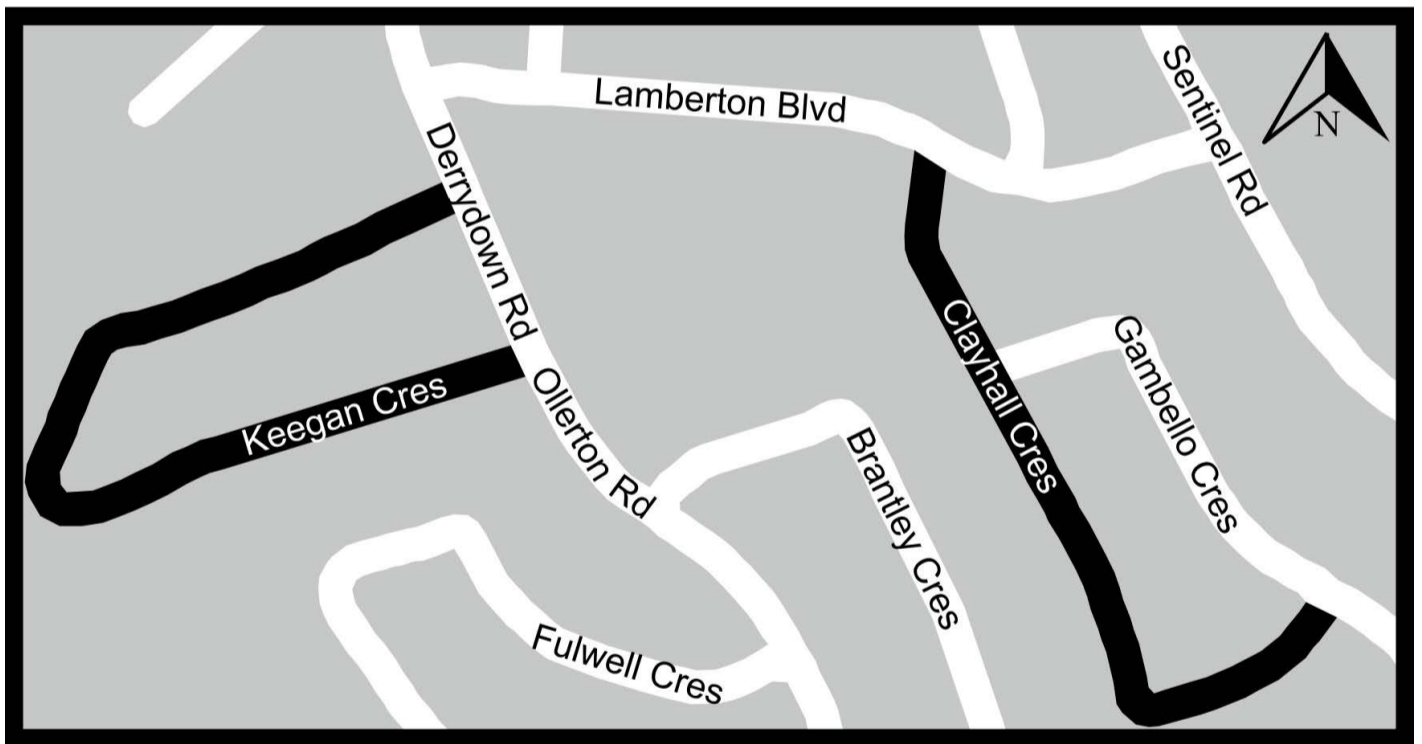 Lamberton Blvd
Sentinel Rd
N
Derrydown Rd
Keegan Cres
Ollerton Rd
Clayhall Cres
Gambello Cres
Brantley Cres
Fulwell Cres